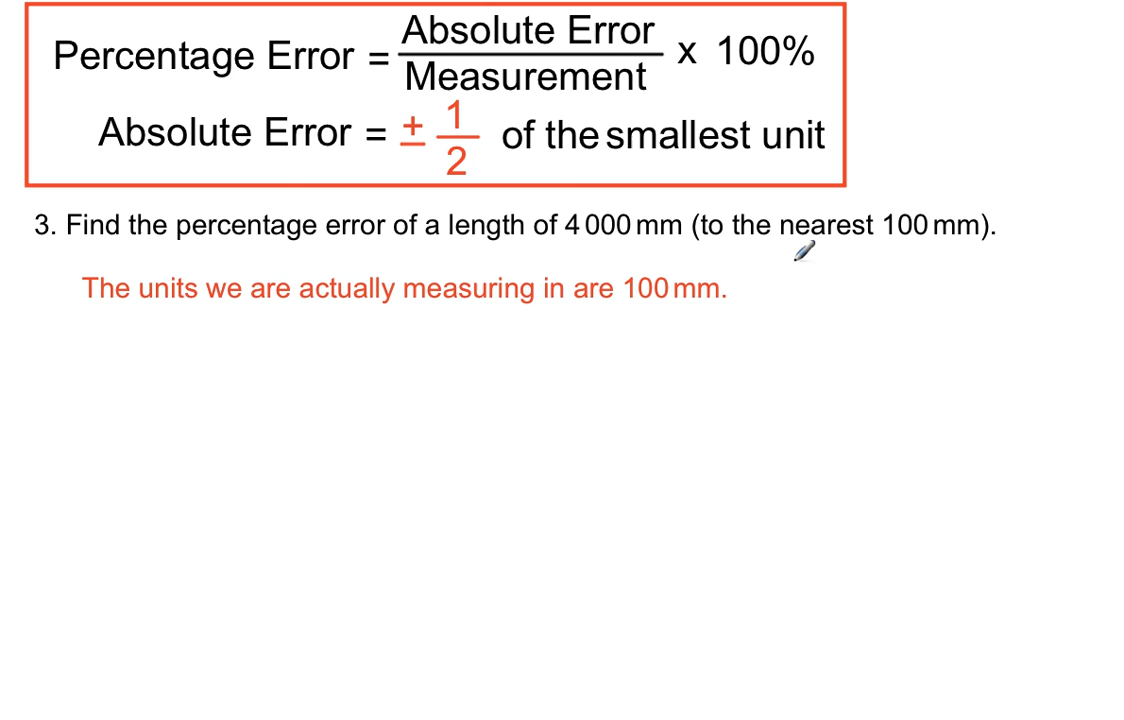 Percentage Error = Absolute Error / Measurement x 100%
Absolute Error = ± 1/2 of the smallest unit
3. Find the percentage error of a length of 4 000 mm (to the nearest 100 mm).
The units we are actually measuring in are 100 mm.